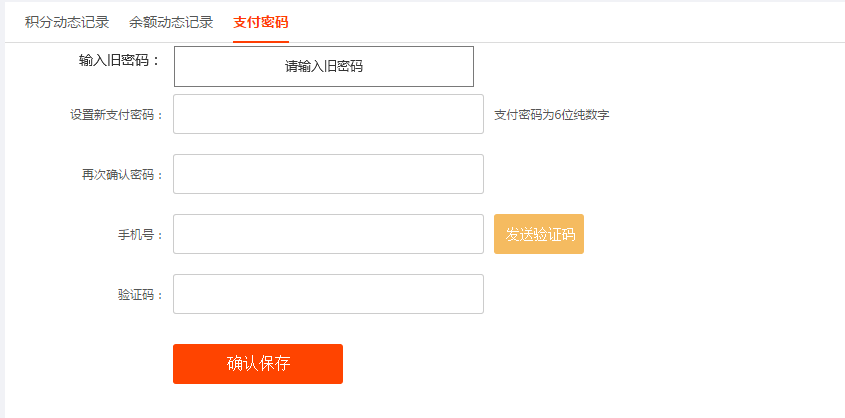 积分动态记录 余额动态记录 支付密码
输入旧密码： 请输入旧密码
设置新支付密码： 支付密码为6位纯数字
再次确认密码：
手机号： 发送验证码
验证码：
确认保存